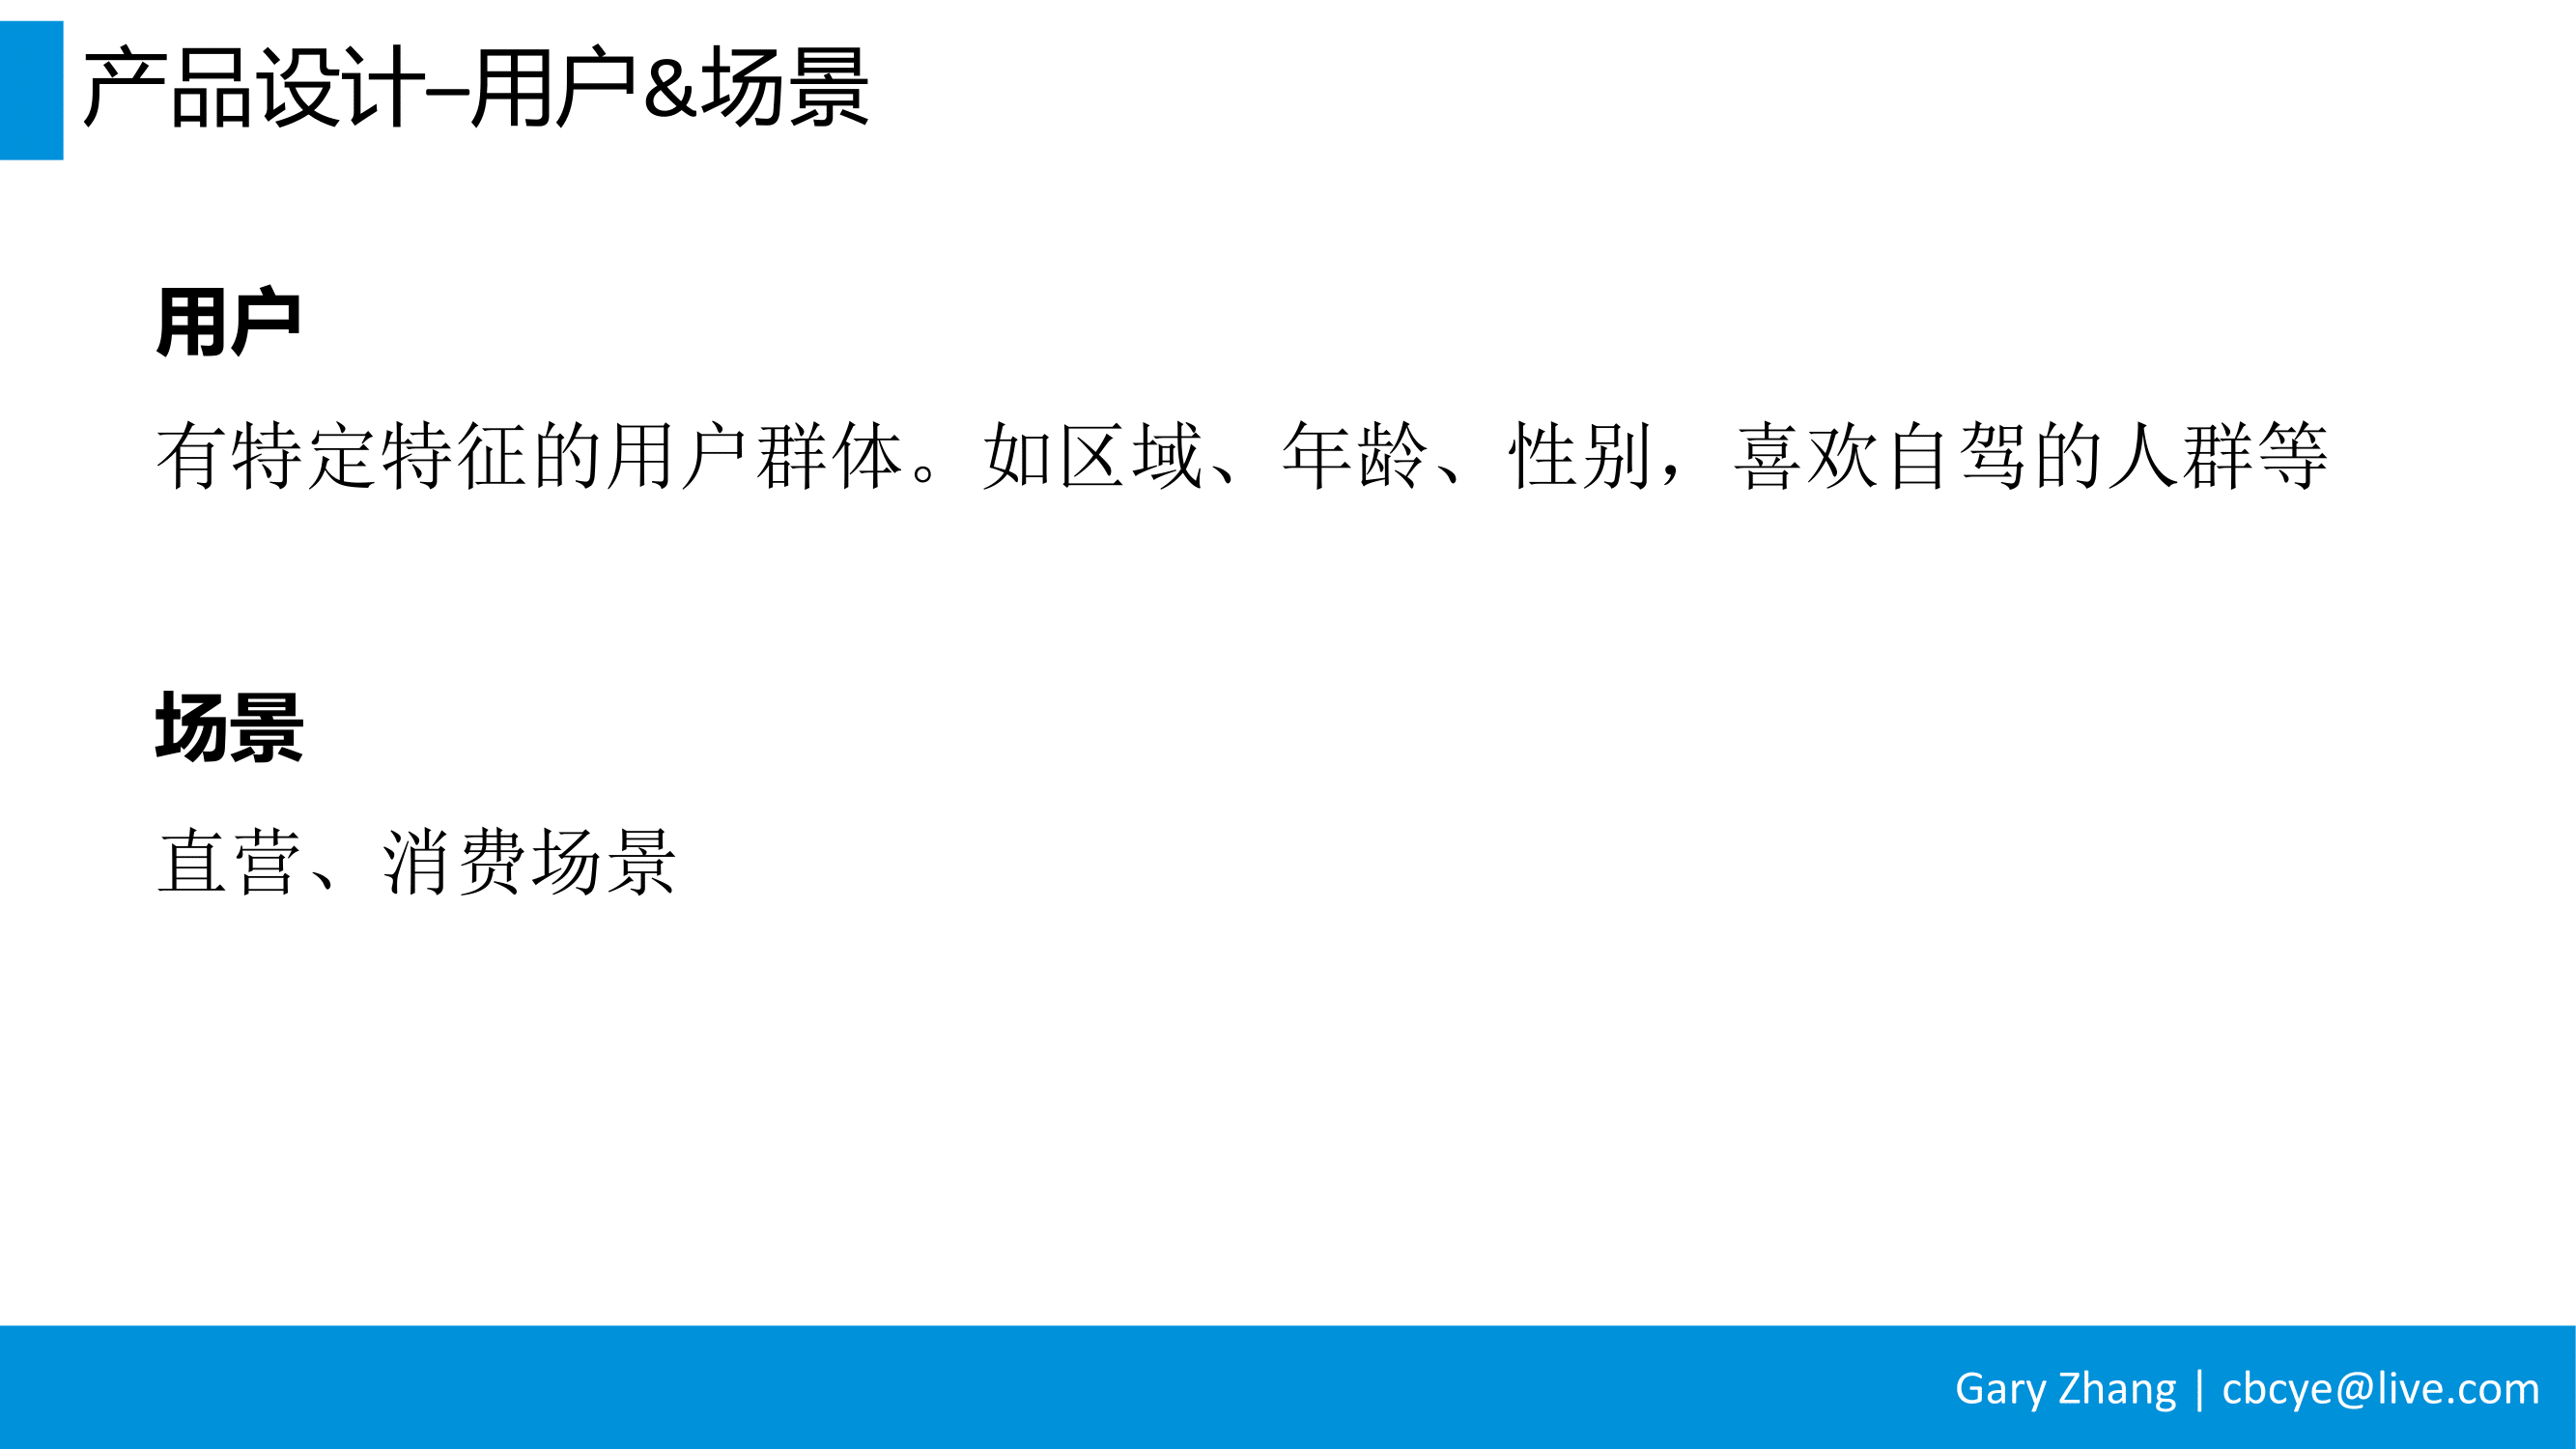 产品设计–用户&场景
用户
有特定特征的用户群体。如区域、年龄、性别，喜欢自驾的人群等
场景
直营、消费场景
Gary Zhang | cbcye@live.com